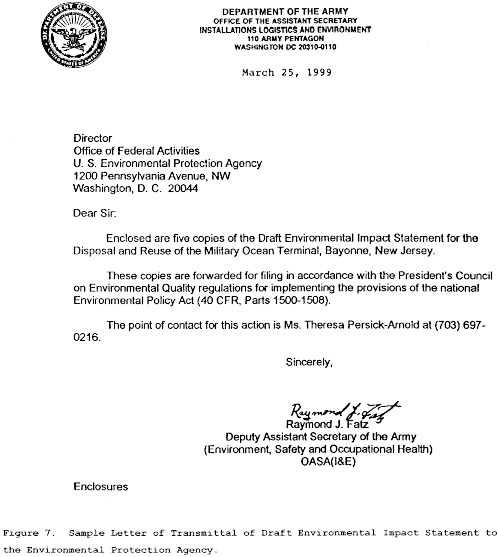 DEPARTMENT OF THE ARMY
OFFICE OF THE ASSISTANT SECRETARY
INSTALLATIONS LOGISTICS AND ENVIRONMENT
110 ARMY PENTAGON
WASHINGTON DC 20310-0110
March 25, 1999
Director
Office of Federal Activities
U. S. Environmental Protection Agency
1200 Pennsylvania Avenue, NW
Washington, D. C.  20044
Dear Sir:
Enclosed are five copies of the Draft Environmental Impact Statement for the
Disposal and Reuse of the Military Ocean Terminal, Bayonne, New Jersey.
These copies are forwarded for filing in accordance with the President's Council
on Environmental Quality regulations for implementing the provisions of the national
Environmental Policy Act (40 CFR, Parts 1500-1508).
The point of contact for this action is Ms. Theresa Persick-Arnold at (703) 697-
0216.
Sincerely,
Raymond J. Fatz
Raymond J. Fatz
Deputy Assistant Secretary of the Army
(Environment, Safety and Occupational Health)
OASA(I&E)
Enclosures
Figure 7.  Sample Letter of Transmittal of Draft Environmental Impact Statement to
the Environmental Protection Agency.